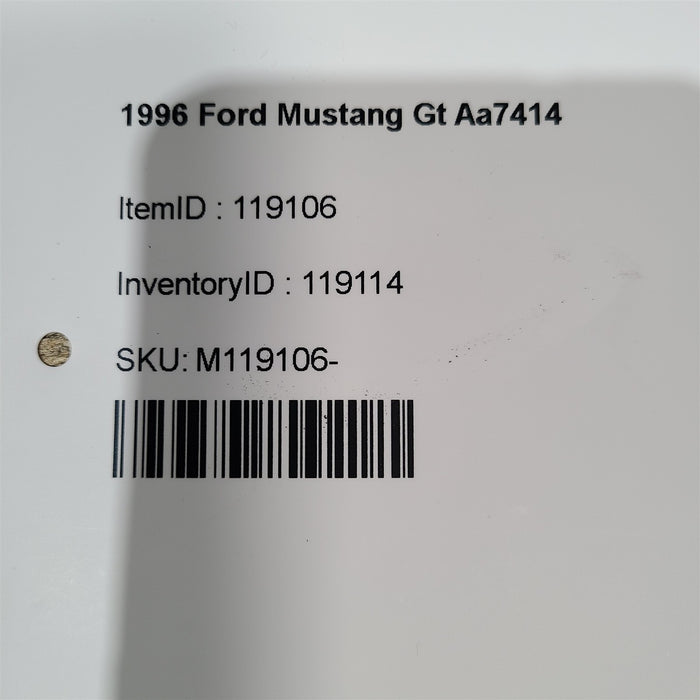 1996 Ford Mustang Gt Aa7414
ItemID : 119106
InventoryID : 119114
SKU: M119106-